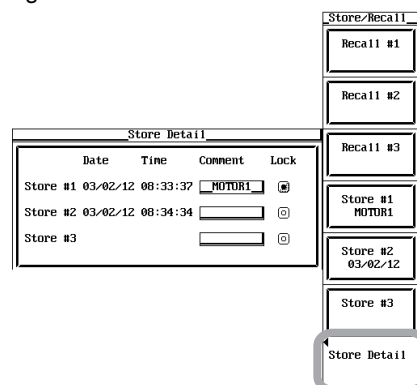 Store/Recall
Recall #1
Recall #2
Recall #3
Store #1
MOTOR1
Store #2
03/02/12
Store #3
Store Detail
Store Detail
Date Time Comment Lock
Store #1 03/02/12 08:33:37 MOTOR1
Store #2 03/02/12 08:34:34
Store #3